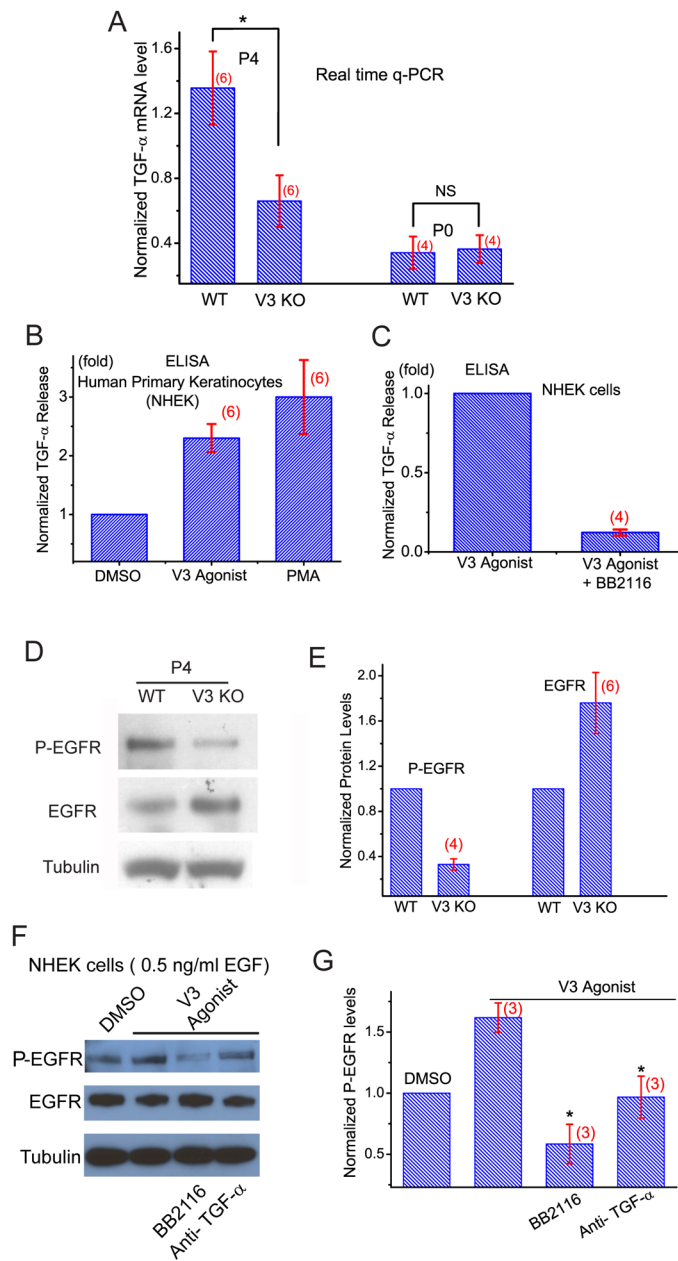 A
*
P4
Real time q-PCR
Normalized TGF-α mRNA level
1.6
1.2
0.8
0.4
(6)
(6)
NS
P0
(4)
(4)
WT
V3 KO
WT
V3 KO
B
(fold)
ELISA
Human Primary Keratinocytes
(NHEK)
Normalized TGF-α Release
3
2
1
(6)
(6)
DMSO
V3 Agonist
PMA
C
(fold)
ELISA
NHEK cells
Normalized TGF-α Release
1.0
0.5
0.0
(4)
V3 Agonist
V3 Agonist
+ BB2116
D
P4
WT
V3 KO
P-EGFR
EGFR
Tubulin
E
Normalized Protein Levels
2.0
1.6
1.2
0.8
0.4
P-EGFR
EGFR
(4)
(6)
WT
V3 KO
WT
V3 KO
F
NHEK cells ( 0.5 ng/ml EGF)
DMSO
V3
Agonist
P-EGFR
EGFR
Tubulin
BB2116
Anti- TGF-α
G
V3 Agonist
Normalized P-EGFR levels
1.5
1.0
0.5
DMSO
(3)
*
(3)
*
(3)
BB2116
Anti- TGF-α